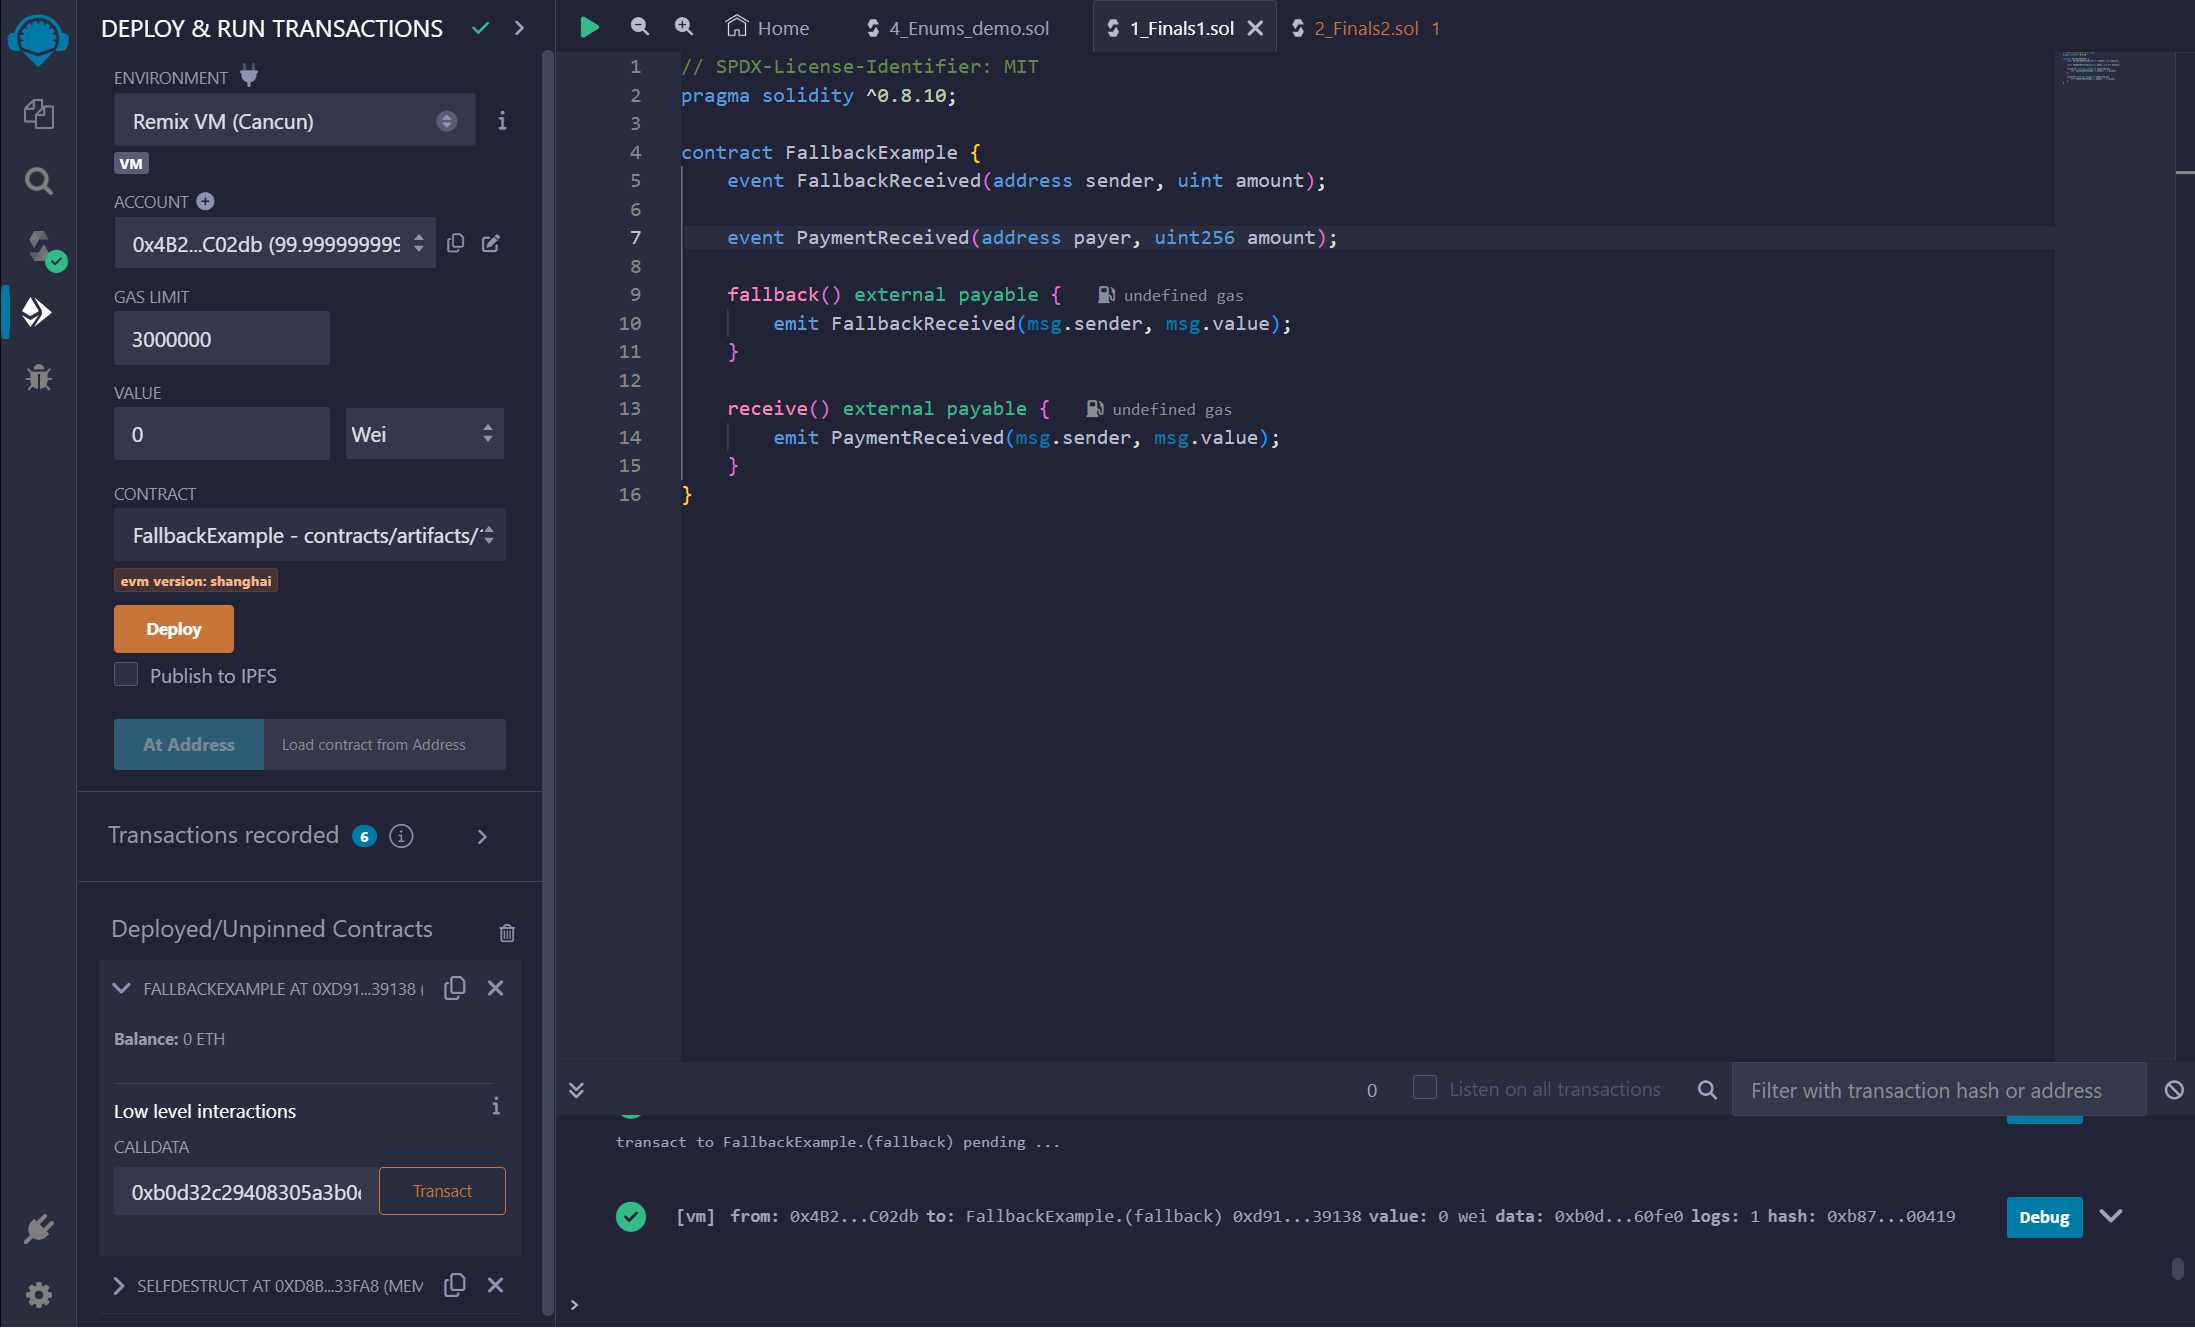 DEPLOY & RUN TRANSACTIONS
ENVIRONMENT
Remix VM (Cancun)
VM
ACCOUNT
0x4B2...C02db (99.999999999
GAS LIMIT
3000000
VALUE
0
Wei
CONTRACT
FallbackExample - contracts/artifacts/
evm version: shanghai
Deploy
Publish to IPFS
At Address
Load contract from Address
Transactions recorded 6
Deployed/Unpinned Contracts
FALLBACKEXAMPLE AT 0XD91...39138 (
Balance: 0 ETH
Low level interactions
CALLDATA
0xb0d32c29408305a3b0
Transact
SELFDESTRUCT AT 0XD8B...33FA8 (MEM
Home
4_Enums_demo.sol
1_Finals1.sol
2_Finals2.sol 1
1 // SPDX-License-Identifier: MIT
2 pragma solidity ^0.8.10;
3
4 contract FallbackExample {
5 event FallbackReceived(address sender, uint amount);
6
7 event PaymentReceived(address payer, uint256 amount);
8
9 fallback() external payable { undefined gas
10 emit FallbackReceived(msg.sender, msg.value);
11 }
12
13 receive() external payable { undefined gas
14 emit PaymentReceived(msg.sender, msg.value);
15 }
16 }
0
Listen on all transactions
Filter with transaction hash or address
transact to FallbackExample.(fallback) pending ...
[vm] from: 0x4B2...C02db to: FallbackExample.(fallback) 0xd91...39138 value: 0 wei data: 0xb0d...60fe0 logs: 1 hash: 0xb87...00419
Debug
>